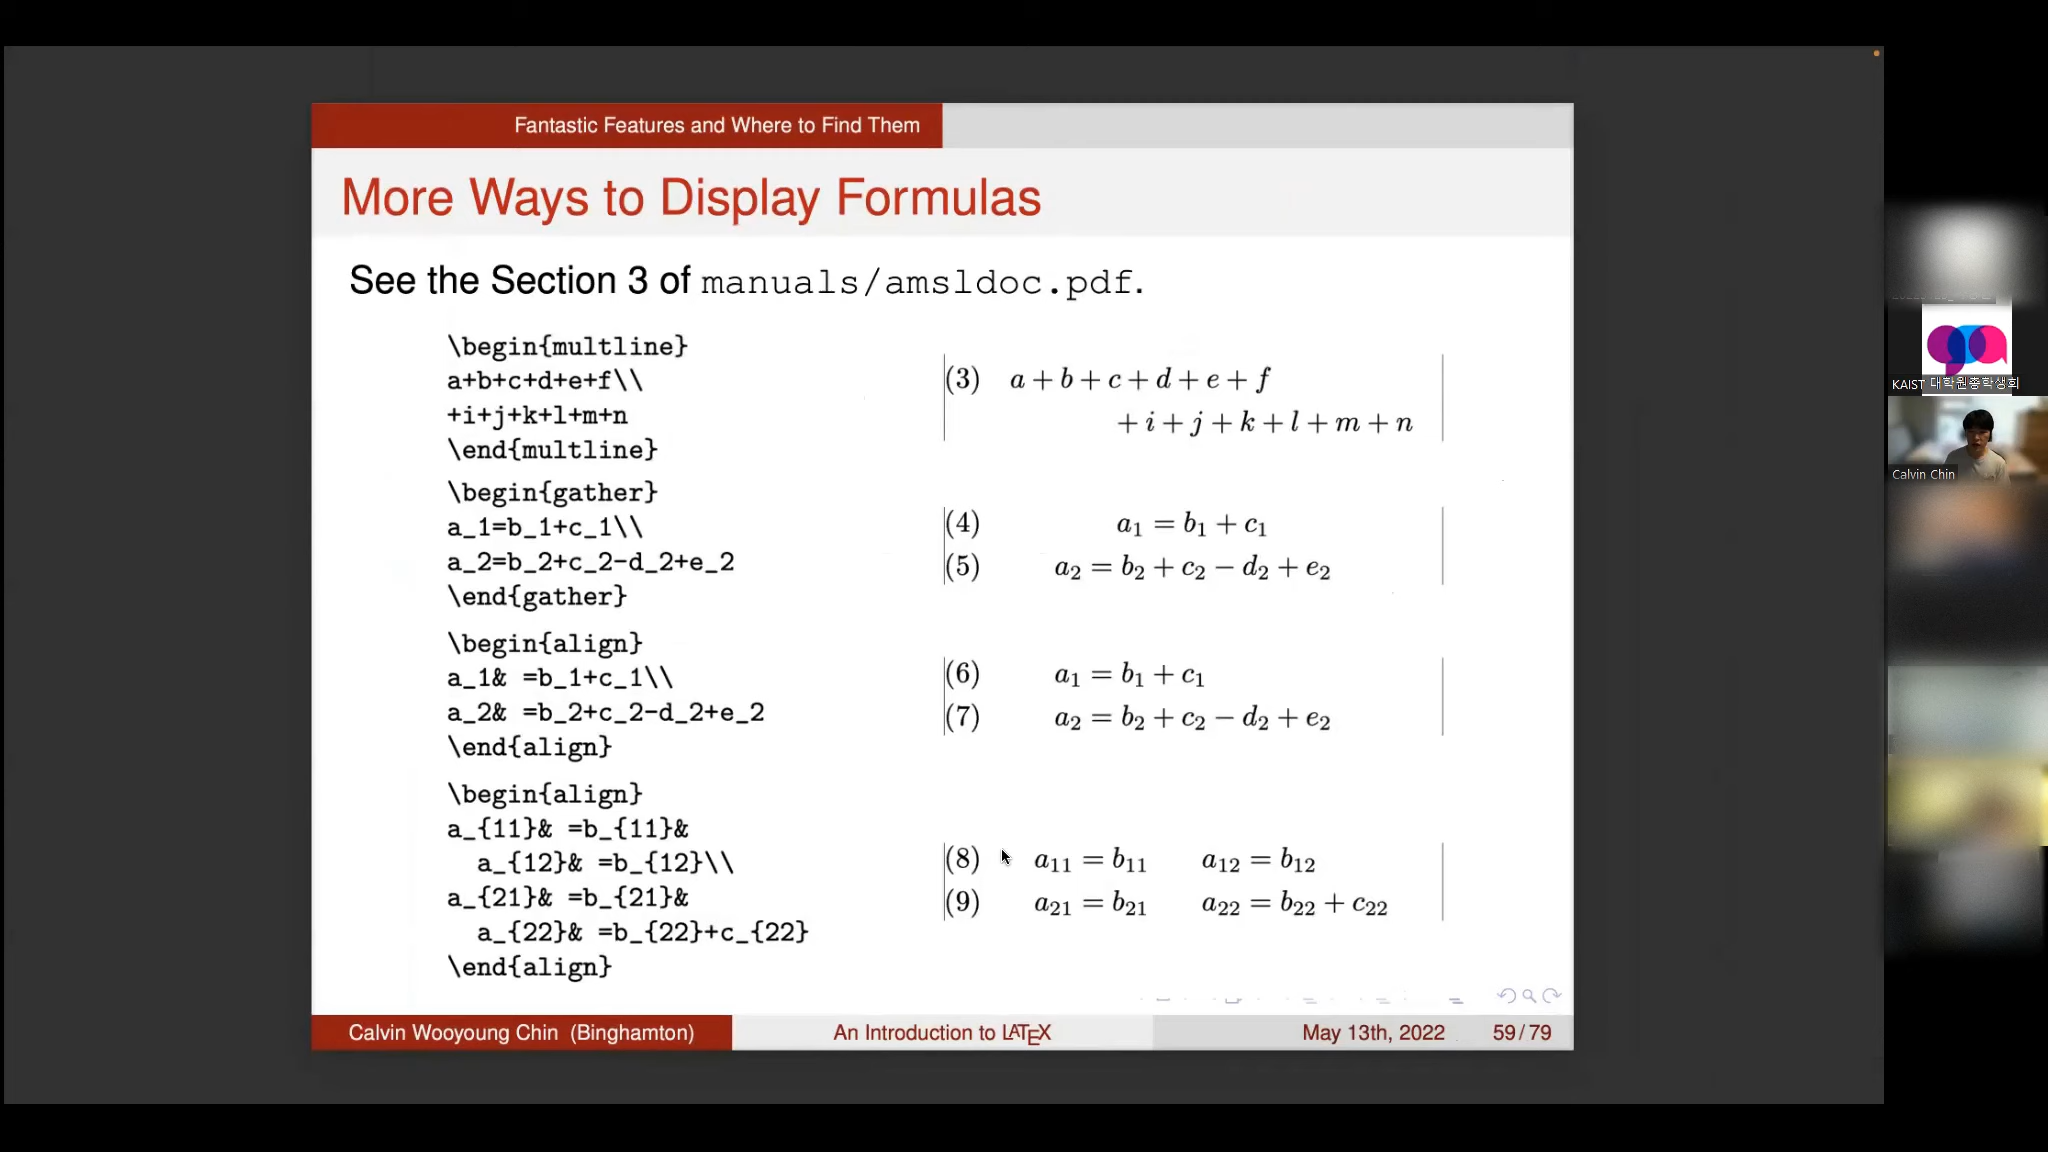 Fantastic Features and Where to Find Them
More Ways to Display Formulas
See the Section 3 of manuals/amsldoc.pdf.
\begin{multline}
a+b+c+d+e+f\\
+i+j+k+l+m+n
\end{multline}
(3) a + b + c + d + e + f
+ i + j + k + l + m + n
\begin{gather}
a_1=b_1+c_1\\
a_2=b_2+c_2-d_2+e_2
\end{gather}
(4) a₁ = b₁ + c₁
(5) a₂ = b₂ + c₂ − d₂ + e₂
\begin{align}
a_1& =b_1+c_1\\
a_2& =b_2+c_2-d_2+e_2
\end{align}
(6) a₁ = b₁ + c₁
(7) a₂ = b₂ + c₂ − d₂ + e₂
\begin{align}
a_{11}& =b_{11}&
a_{12}& =b_{12}\\
a_{21}& =b_{21}&
a_{22}& =b_{22}+c_{22}
\end{align}
(8) a₁₁ = b₁₁ a₁₂ = b₁₂
(9) a₂₁ = b₂₁ a₂₂ = b₂₂ + c₂₂
Calvin Wooyoung Chin (Binghamton) An Introduction to LATEX May 13th, 2022 59/79
KAIST 대학원총학생회
Calvin Chin